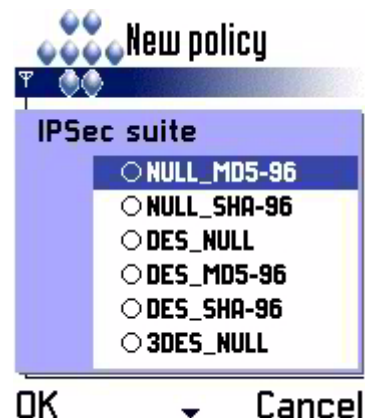 New policy
IPSec suite
NULL_MD5-96
NULL_SHA-96
DES_NULL
DES_MD5-96
DES_SHA-96
3DES_NULL
OK Cancel